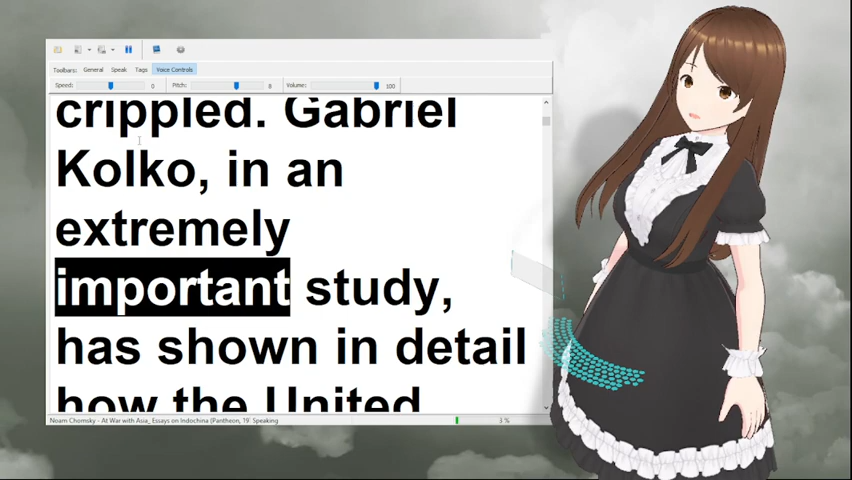 Toolbars: General Speak Tags Voice Controls
Speed: 0 Pitch: 8 Volume: 100
crippled. Gabriel
Kolko, in an
extremely
important study,
has shown in detail
how the United
Noam Chomsky - At War with Asia_ Essays on Indochina (Pantheon, 19 Speaking 3 %